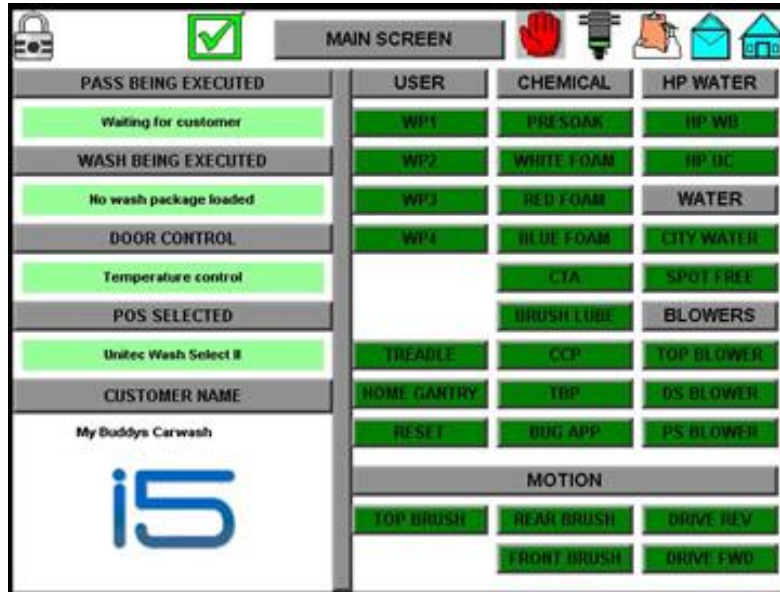 MAIN SCREEN
PASS BEING EXECUTED
Waiting for customer
WASH BEING EXECUTED
No wash package loaded
DOOR CONTROL
Temperature control
POS SELECTED
Unitec Wash Select II
CUSTOMER NAME
My Buddys Carwash
i5
USER
CHEMICAL
HP WATER
WP1
PRESOAK
HP WB
WP2
WHITE FOAM
HP UC
WP3
RED FOAM
WATER
WP4
BLUE FOAM
CITY WATER
CTA
SPOT FREE
BRUSH LUBE
BLOWERS
TREADLE
CCP
TOP BLOWER
HOME GANTRY
TBP
DS BLOWER
RESET
BUG APP
PS BLOWER
MOTION
TOP BRUSH
REAR BRUSH
DRIVE REV
FRONT BRUSH
DRIVE FWD